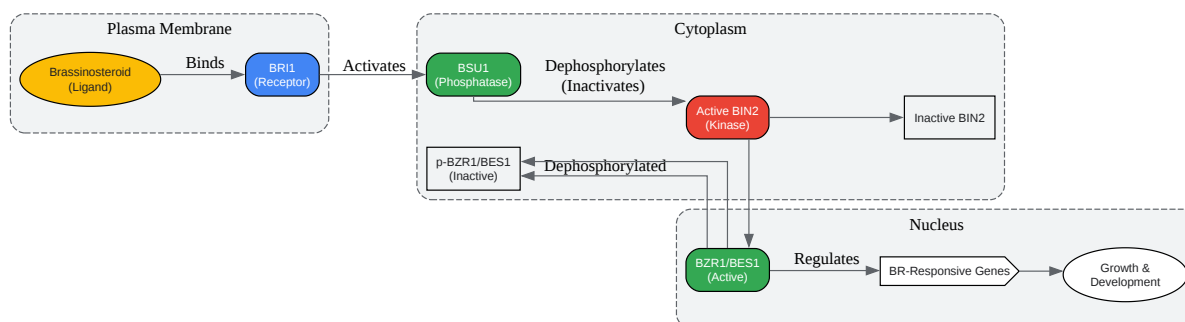 Plasma Membrane
Cytoplasm
Brassinosteroid
(Ligand)
Binds
BRI1
(Receptor)
Activates
BSU1
(Phosphatase)
Dephosphorylates
(Inactivates)
Active BIN2
(Kinase)
Inactive BIN2
p-BZR1/BES1
(Inactive)
Dephosphorylated
Nucleus
BZR1/BES1
(Active)
Regulates
BR-Responsive Genes
Growth &
Development